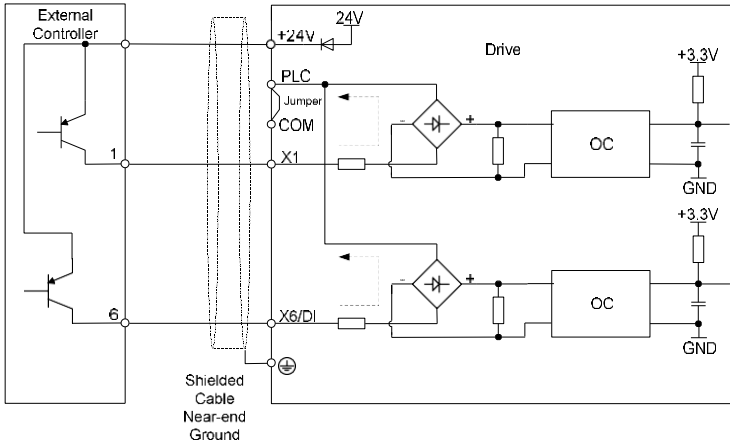 External
Controller
+24V
24V
Drive
+3.3V
PLC
Jumper
COM
- +
OC
1
X1
GND
+3.3V
- +
OC
6
X6/DI
GND
Shielded
Cable
Near-end
Ground